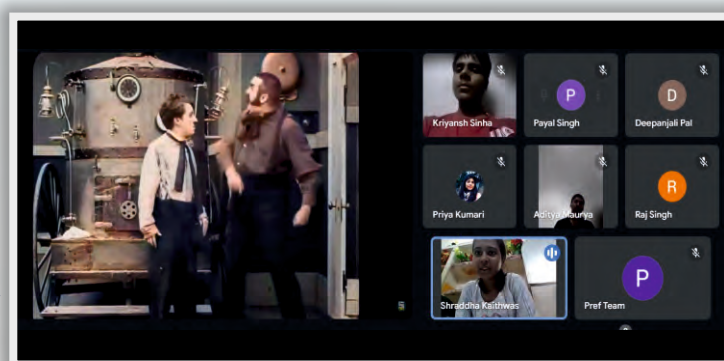 Kriyansh Sinha
P
Payal Singh
D
Deepanjali Pal
Priya Kumari
Aditya Maurya
R
Raj Singh
Shraddha Kaithwas
P
Pref Team